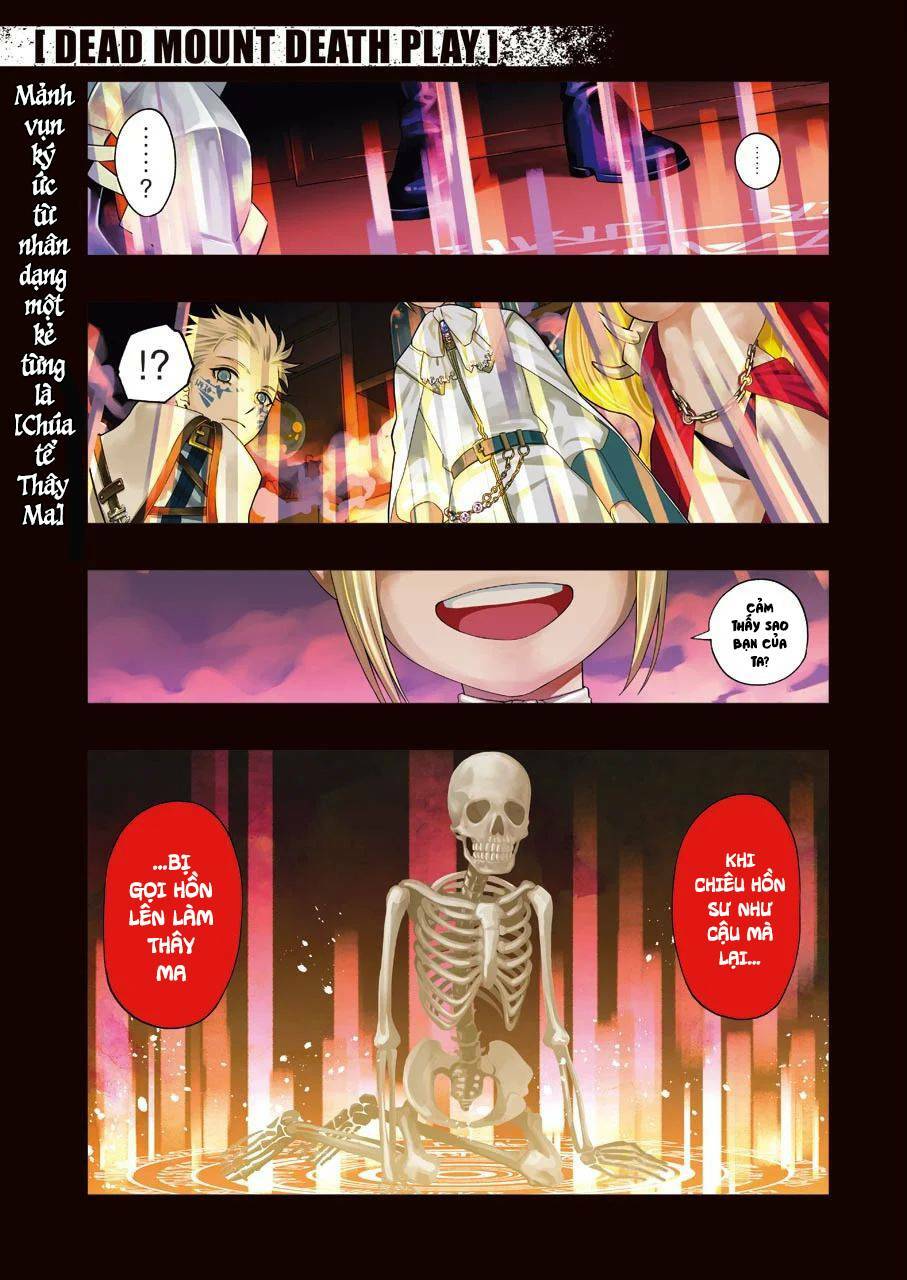 [ DEAD MOUNT DEATH PLAY ]
Mảnh
vụn
ký
ức
từ
nhân
dạng
một
kẻ
từng
là
[Chúa
tể
Thây
Ma]
......
......?
!?
CẢM
THẤY SAO
BẠN CỦA
TA?
KHI
CHIÊU HỒN
SƯ NHƯ
CẬU MÀ
LẠI...
...BỊ
GỌI HỒN
LÊN LÀM
THÂY
MA